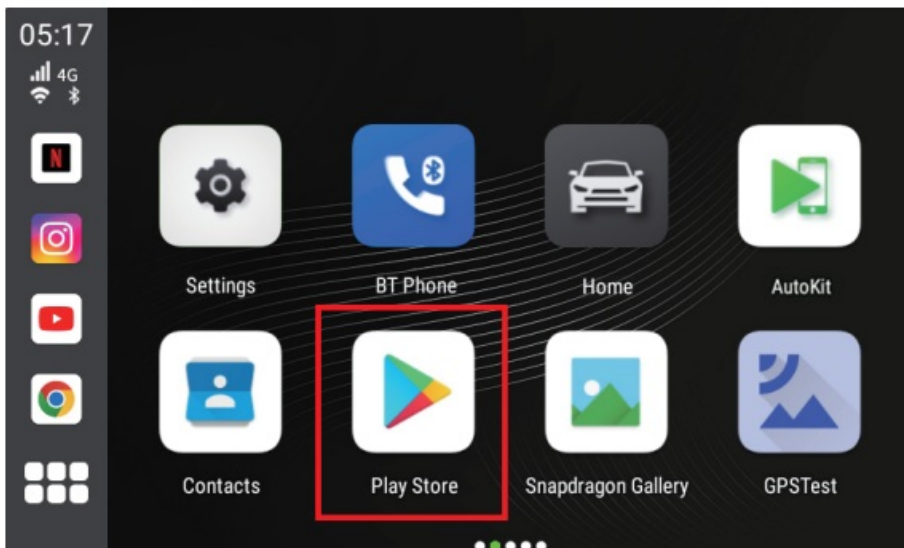 05:17
4G
N
Settings
BT Phone
Home
AutoKit
Contacts
Play Store
Snapdragon Gallery
GPSTest